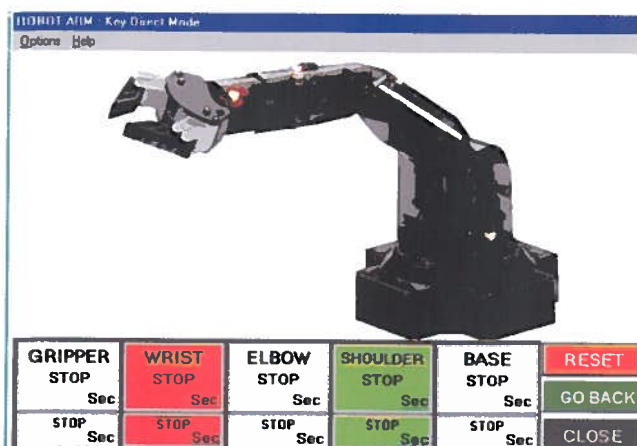 ROBOT ARM - Key Direct Mode
Options Help
GRIPPER WRIST ELBOW SHOULDER BASE RESET
STOP STOP STOP STOP STOP
Sec Sec Sec Sec Sec GO BACK
STOP STOP STOP STOP STOP
Sec Sec Sec Sec Sec CLOSE